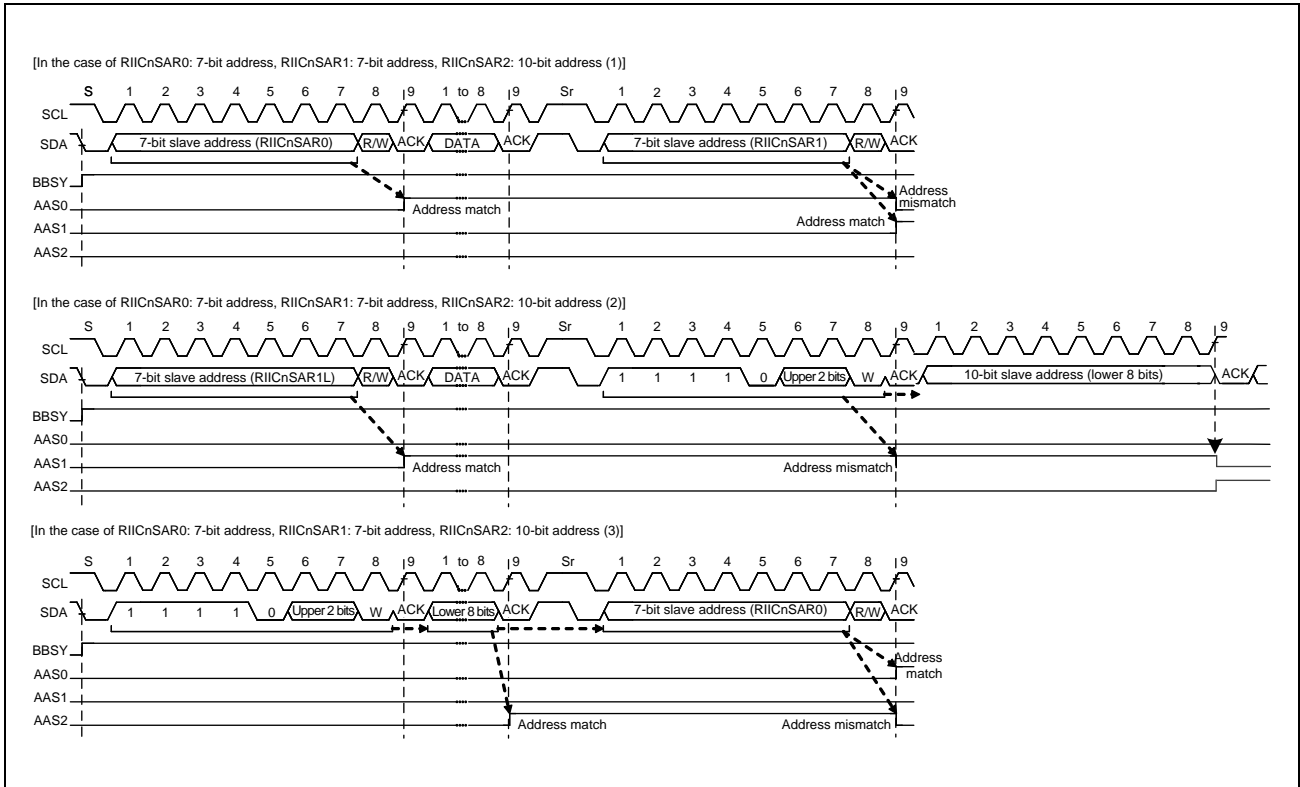 [In the case of RIICnSAR0: 7-bit address, RIICnSAR1: 7-bit address, RIICnSAR2: 10-bit address (1)]
S 1 2 3 4 5 6 7 8 9 1 to 8 9 Sr 1 2 3 4 5 6 7 8 9
SCL
SDA 7-bit slave address (RIICnSAR0) R/W ACK DATA ACK 7-bit slave address (RIICnSAR1) R/W ACK
BBSY
Address
mismatch
AAS0 Address match
AAS1 Address match
AAS2
[In the case of RIICnSAR0: 7-bit address, RIICnSAR1: 7-bit address, RIICnSAR2: 10-bit address (2)]
S 1 2 3 4 5 6 7 8 9 1 to 8 9 Sr 1 2 3 4 5 6 7 8 9 1 2 3 4 5 6 7 8 9
SCL
SDA 7-bit slave address (RIICnSAR1L) R/W ACK DATA ACK 1 1 1 1 0 Upper 2 bits W ACK 10-bit slave address (lower 8 bits) ACK
BBSY
AAS0
AAS1 Address match Address mismatch
AAS2
[In the case of RIICnSAR0: 7-bit address, RIICnSAR1: 7-bit address, RIICnSAR2: 10-bit address (3)]
S 1 2 3 4 5 6 7 8 9 1 to 8 9 Sr 1 2 3 4 5 6 7 8 9
SCL
SDA 1 1 1 1 0 Upper 2 bits W ACK Lower 8 bits ACK 7-bit slave address (RIICnSAR0) R/W ACK
BBSY
Address
match
AAS0
AAS1
AAS2 Address match Address mismatch